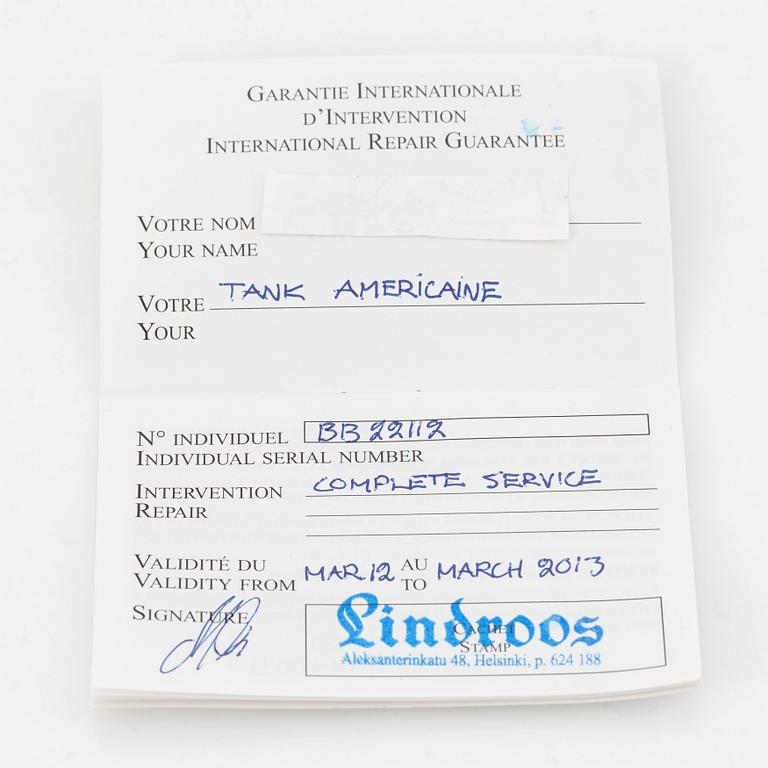 GARANTIE INTERNATIONALE
D'INTERVENTION
INTERNATIONAL REPAIR GUARANTEE
VOTRE NOM
YOUR NAME
VOTRE TANK AMERICAINE
YOUR
N° INDIVIDUEL BB 22112
INDIVIDUAL SERIAL NUMBER
INTERVENTION COMPLETE SERVICE
REPAIR
VALIDITÉ DU MAR.12 AU MARCH 2013
VALIDITY FROM TO
SIGNATURE Lindroos
CACHET
STAMP
Aleksanterinkatu 48, Helsinki, p. 624 188